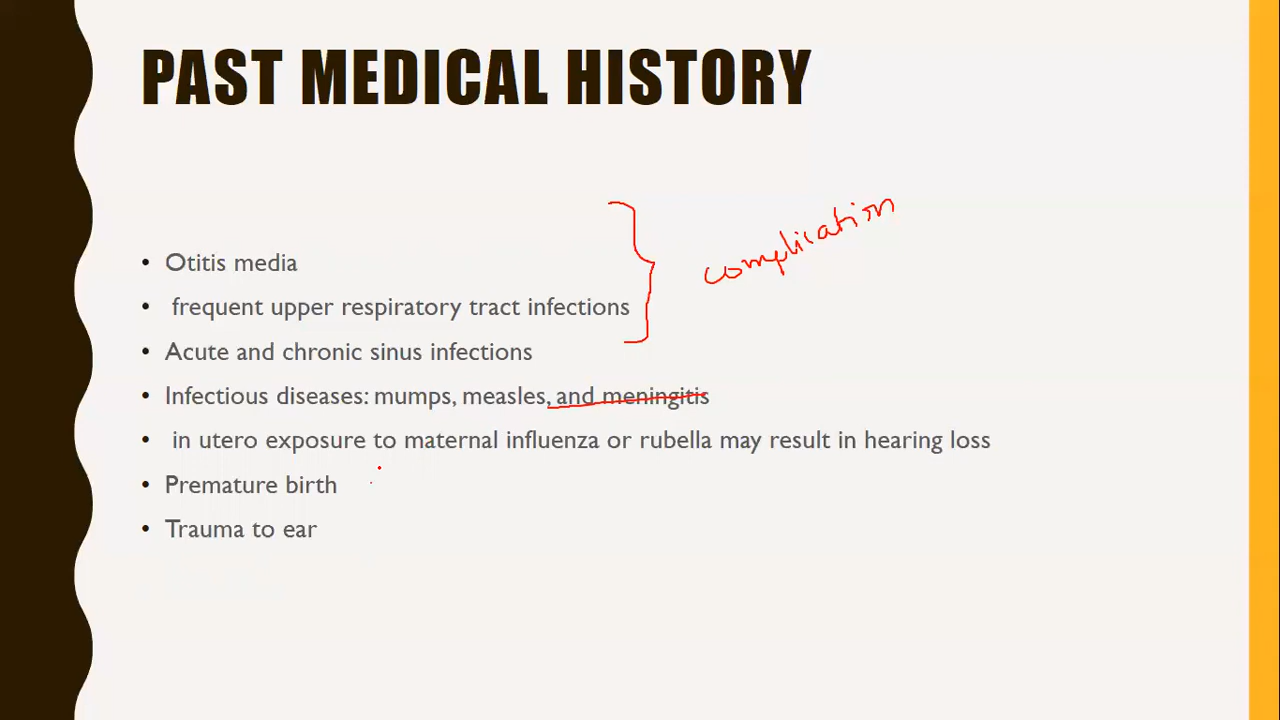 PAST MEDICAL HISTORY
complication
• Otitis media
• frequent upper respiratory tract infections
• Acute and chronic sinus infections
• Infectious diseases: mumps, measles, and meningitis
• in utero exposure to maternal influenza or rubella may result in hearing loss
• Premature birth
• Trauma to ear